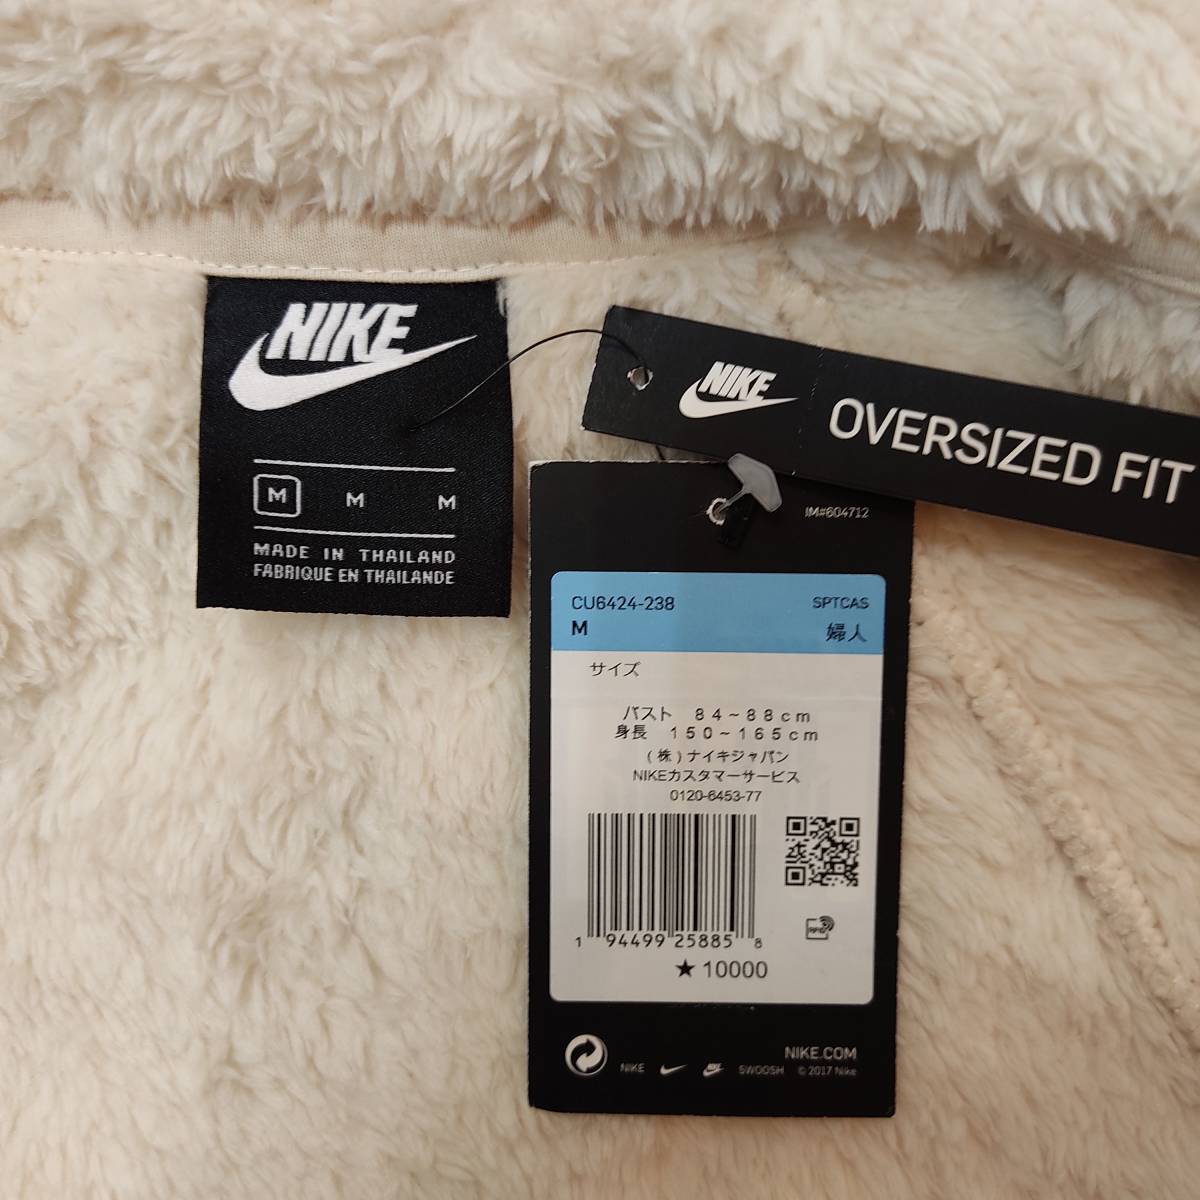 NIKE
M M M
MADE IN THAILAND
FABRIQUE EN THAILANDE
NIKE OVERSIZED FIT
IM#604712
CU6424-238 SPTCAS
M 婦人
サイズ
バスト 84~88cm
身長 150~165cm
(株)ナイキジャパン
NIKEカスタマーサービス
0120-6453-77
1 94499 25885 8
RFID
★10000
NIKE.COM
NIKE SWOOSH © 2017 Nike